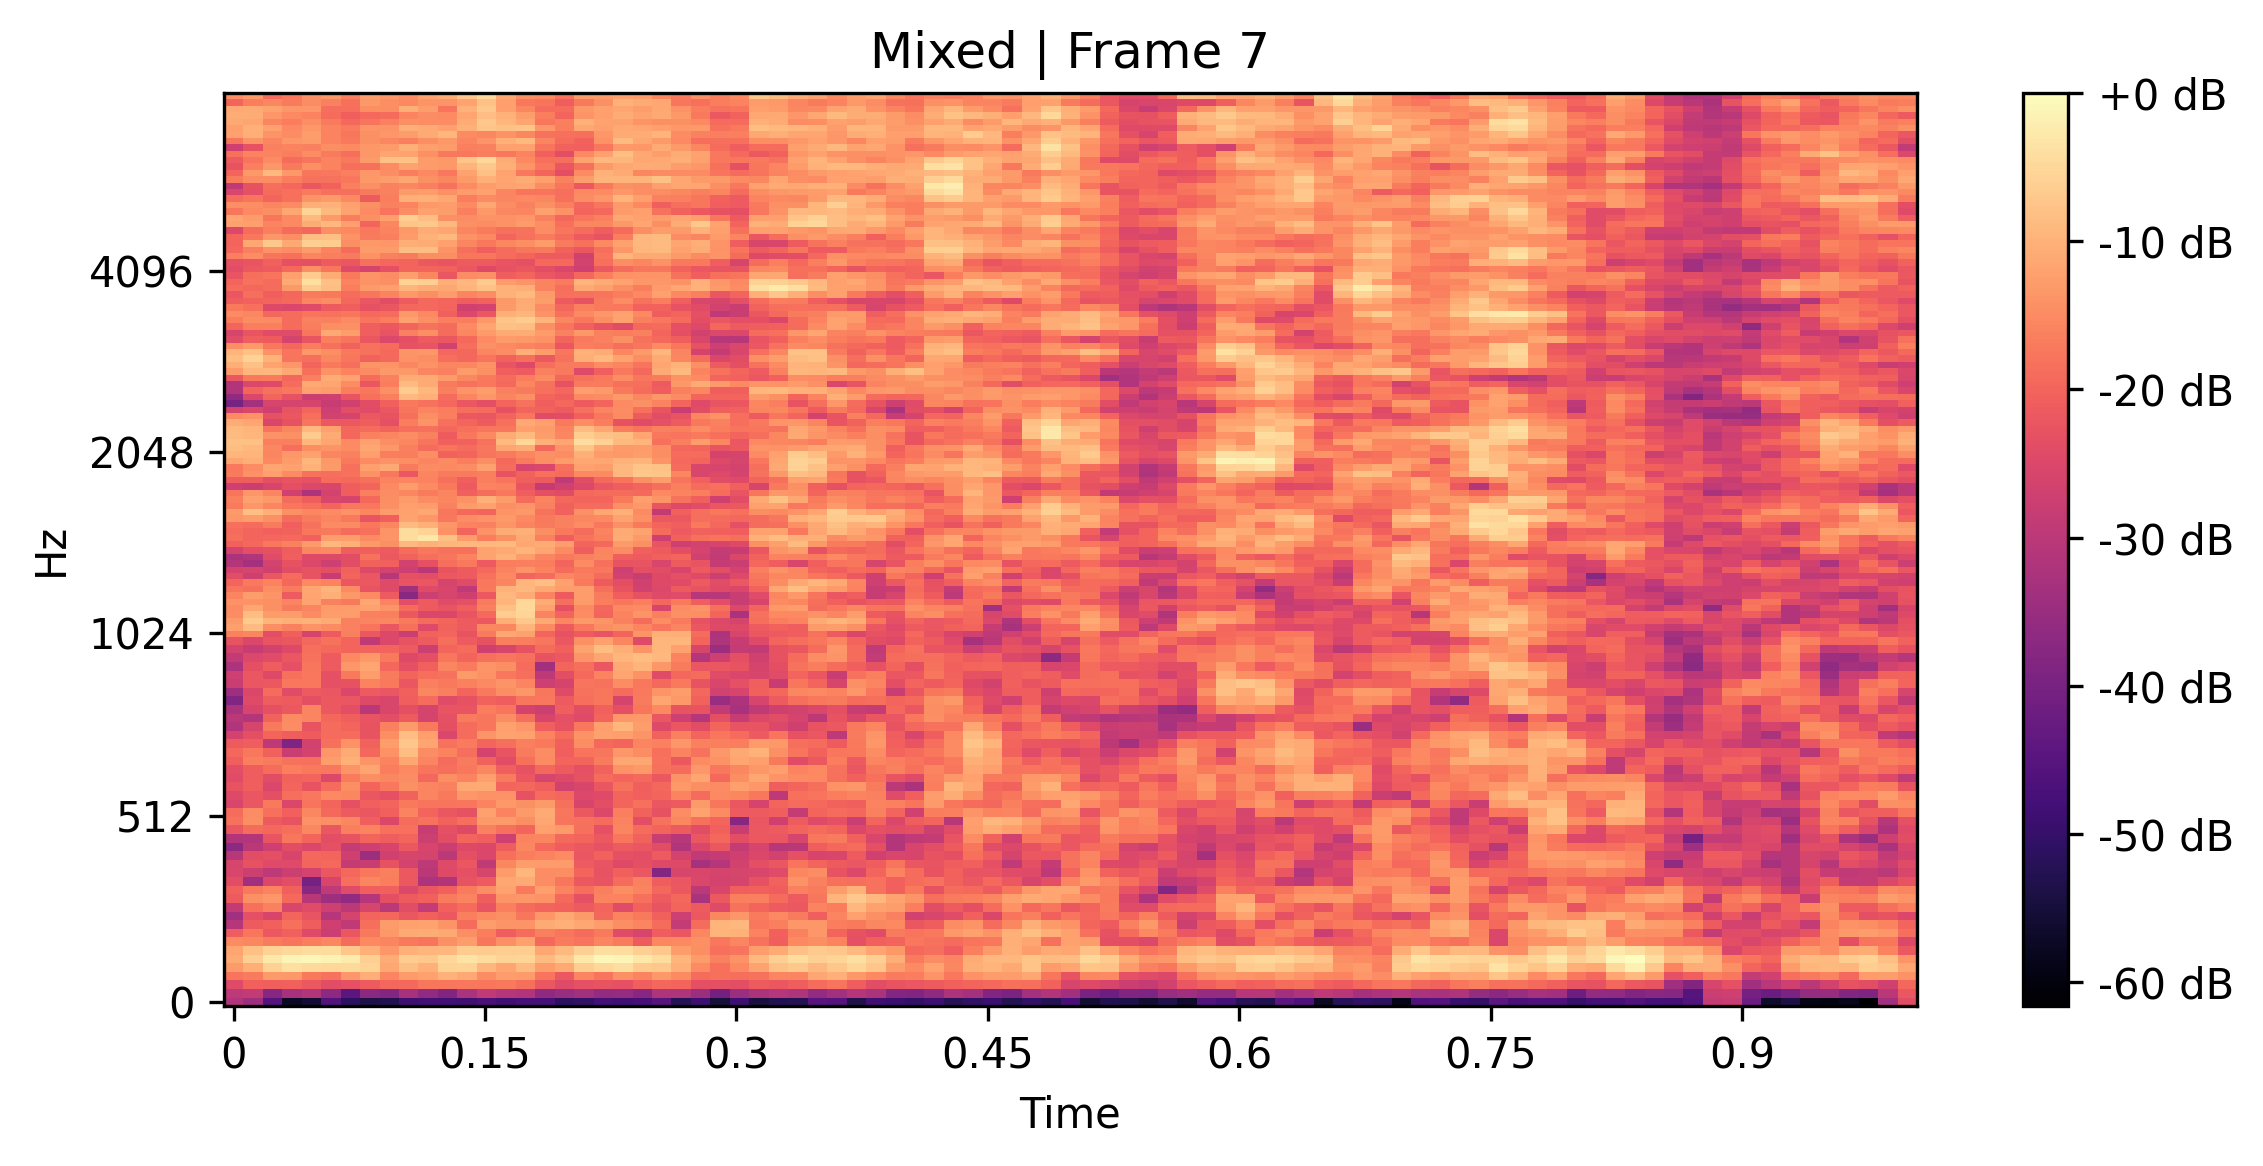 Mixed | Frame 7
+0 dB
-10 dB
-20 dB
-30 dB
-40 dB
-50 dB
-60 dB
Hz
4096
2048
1024
512
0
0 0.15 0.3 0.45 0.6 0.75 0.9
Time